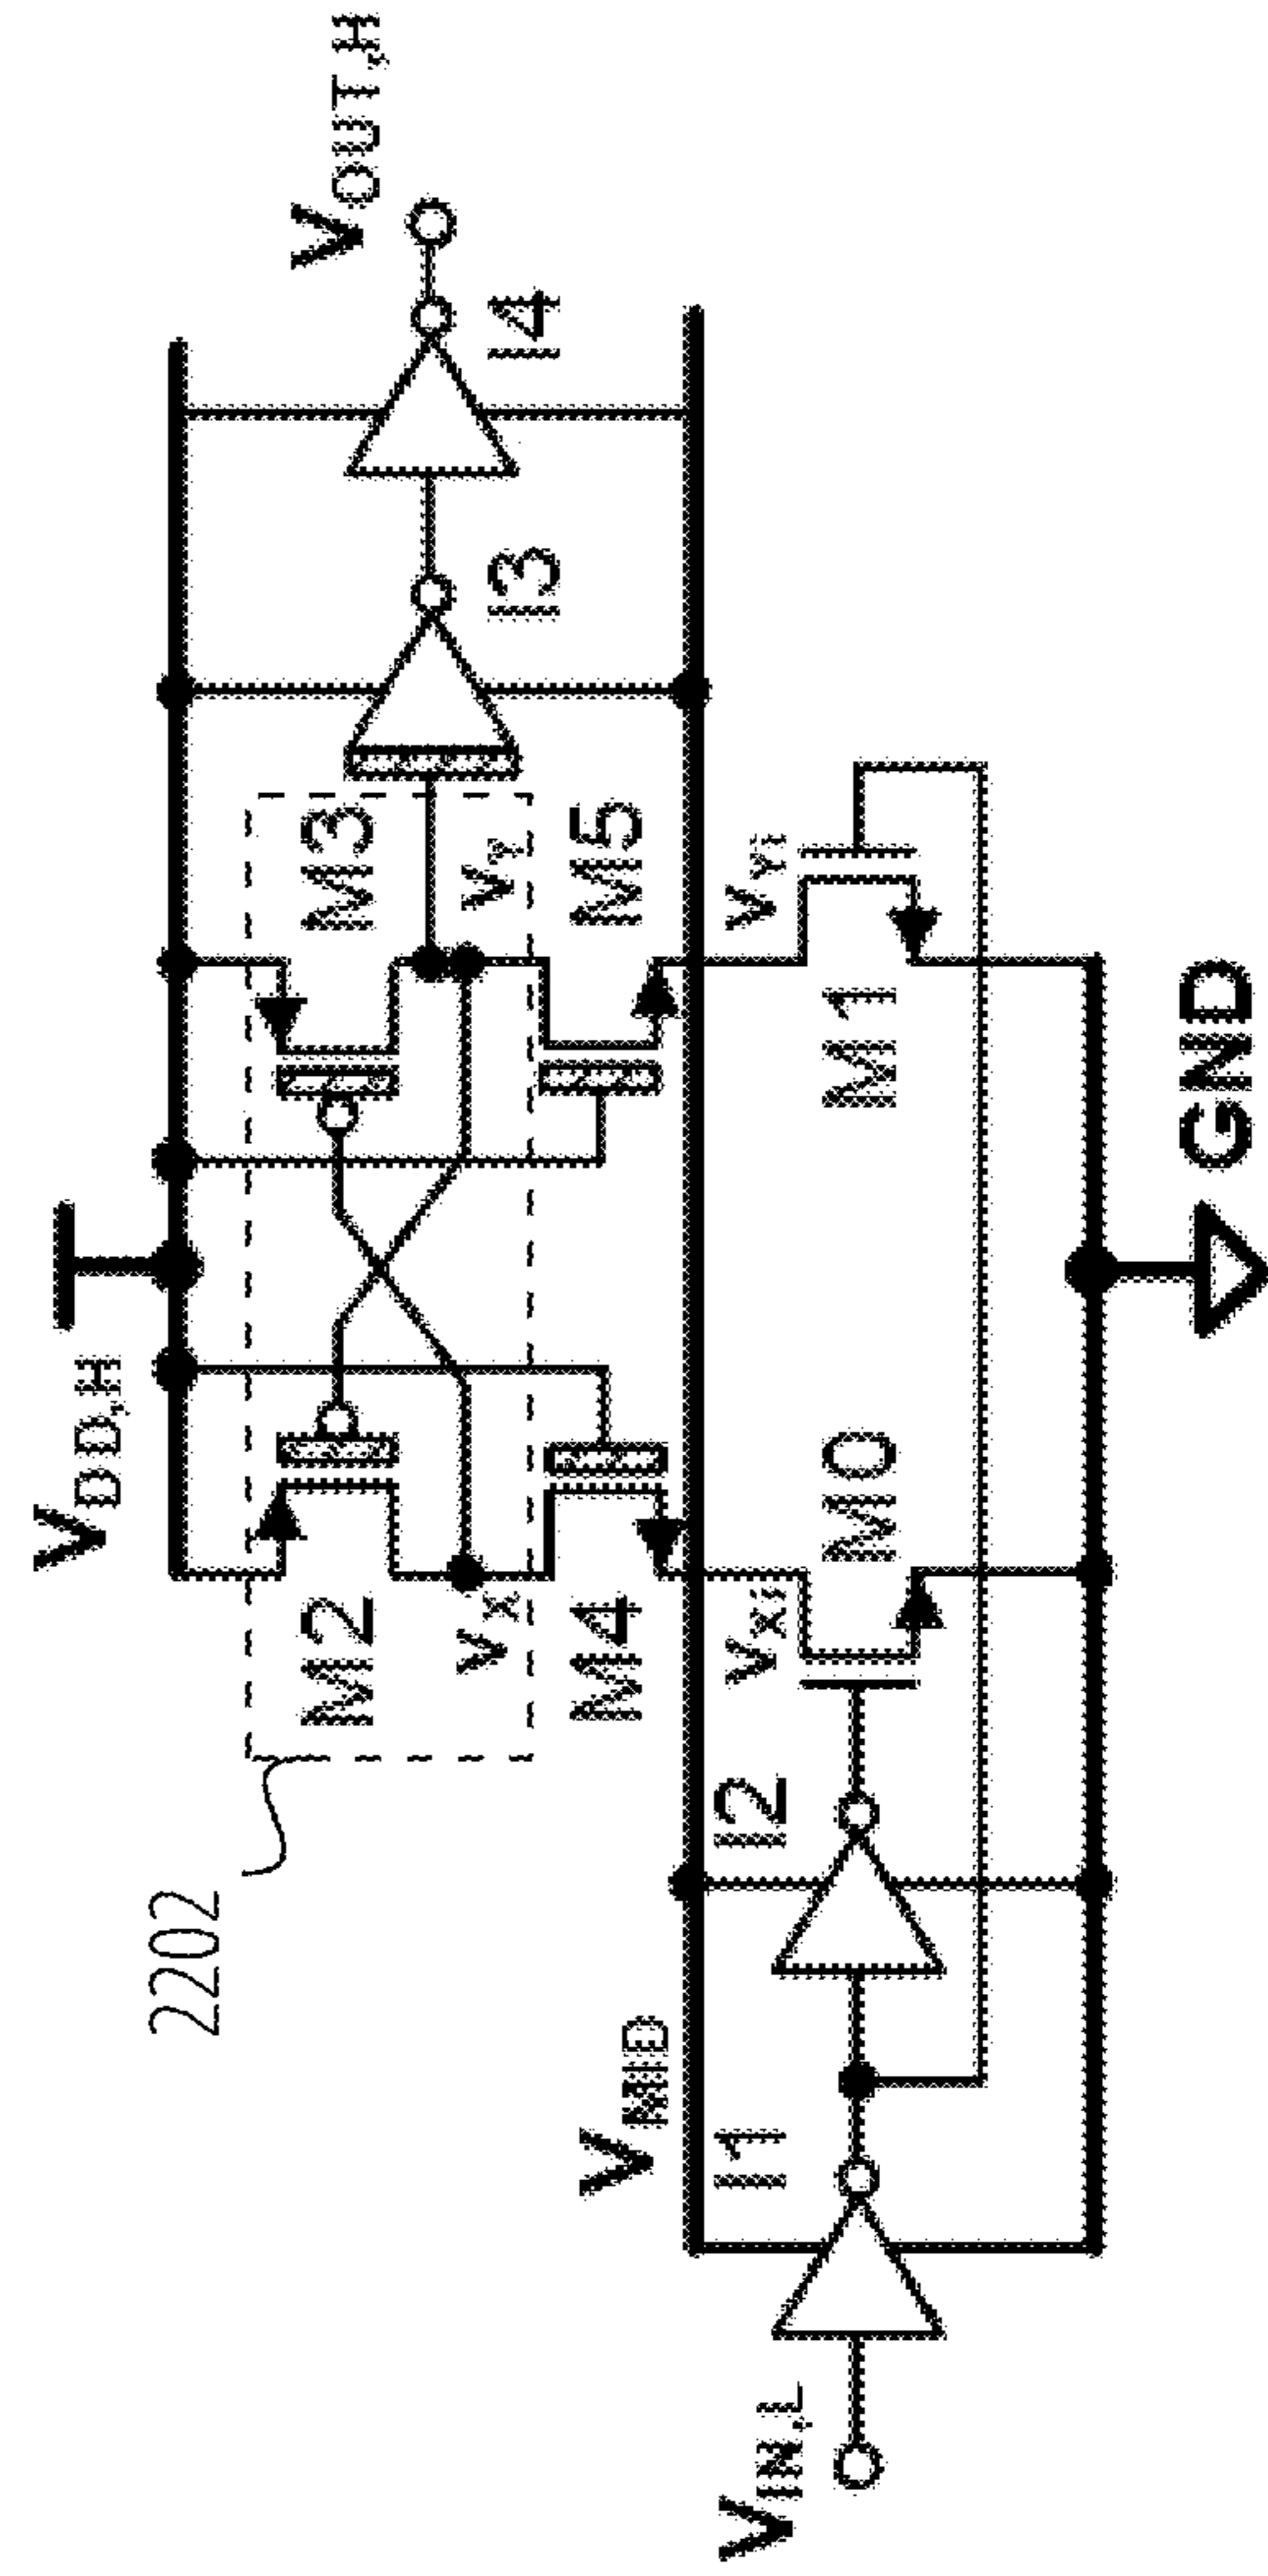 V_DD,H
2202
M2
M3
V_OUT,H
v_X
v_Y
I3
I4
M4
M5
V_MID
I1
I2
v_X'
v_Y'
V_IN,L
M0
M1
GND